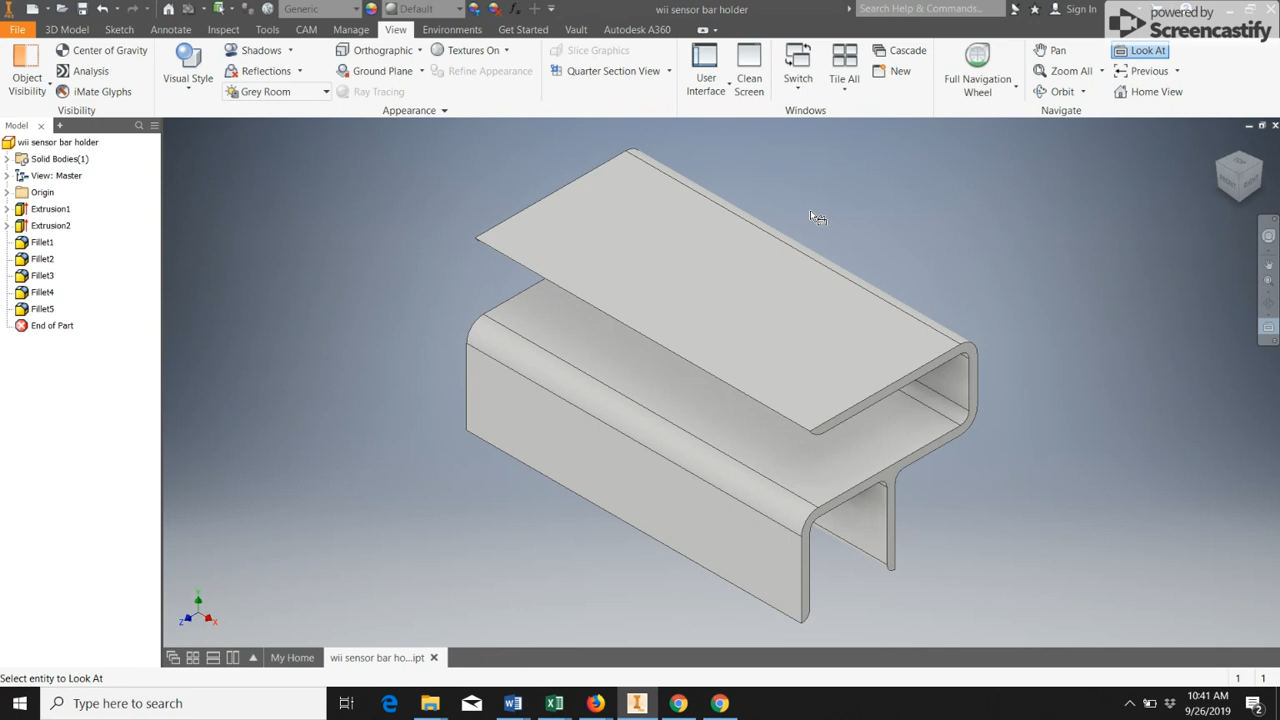 Generic
Default
wii sensor bar holder
Search Help & Commands...
Sign In
powered by
Screencastify
File
3D Model
Sketch
Annotate
Inspect
Tools
CAM
Manage
View
Environments
Get Started
Vault
Autodesk A360
Object
Visibility
Center of Gravity
Analysis
iMate Glyphs
Visibility
Visual Style
Shadows
Reflections
Grey Room
Orthographic
Ground Plane
Ray Tracing
Textures On
Refine Appearance
Appearance
Slice Graphics
Quarter Section View
User
Interface
Clean
Screen
Switch
Tile All
Cascade
New
Windows
Full Navigation
Wheel
Pan
Zoom All
Orbit
Look At
Previous
Home View
Navigate
Model
wii sensor bar holder
Solid Bodies(1)
View: Master
Origin
Extrusion1
Extrusion2
Fillet1
Fillet2
Fillet3
Fillet4
Fillet5
End of Part
TOP
FRONT
RIGHT
Y
Z
X
My Home
wii sensor bar ho...ipt
Select entity to Look At
1
1
Type here to search
10:41 AM
9/26/2019
2